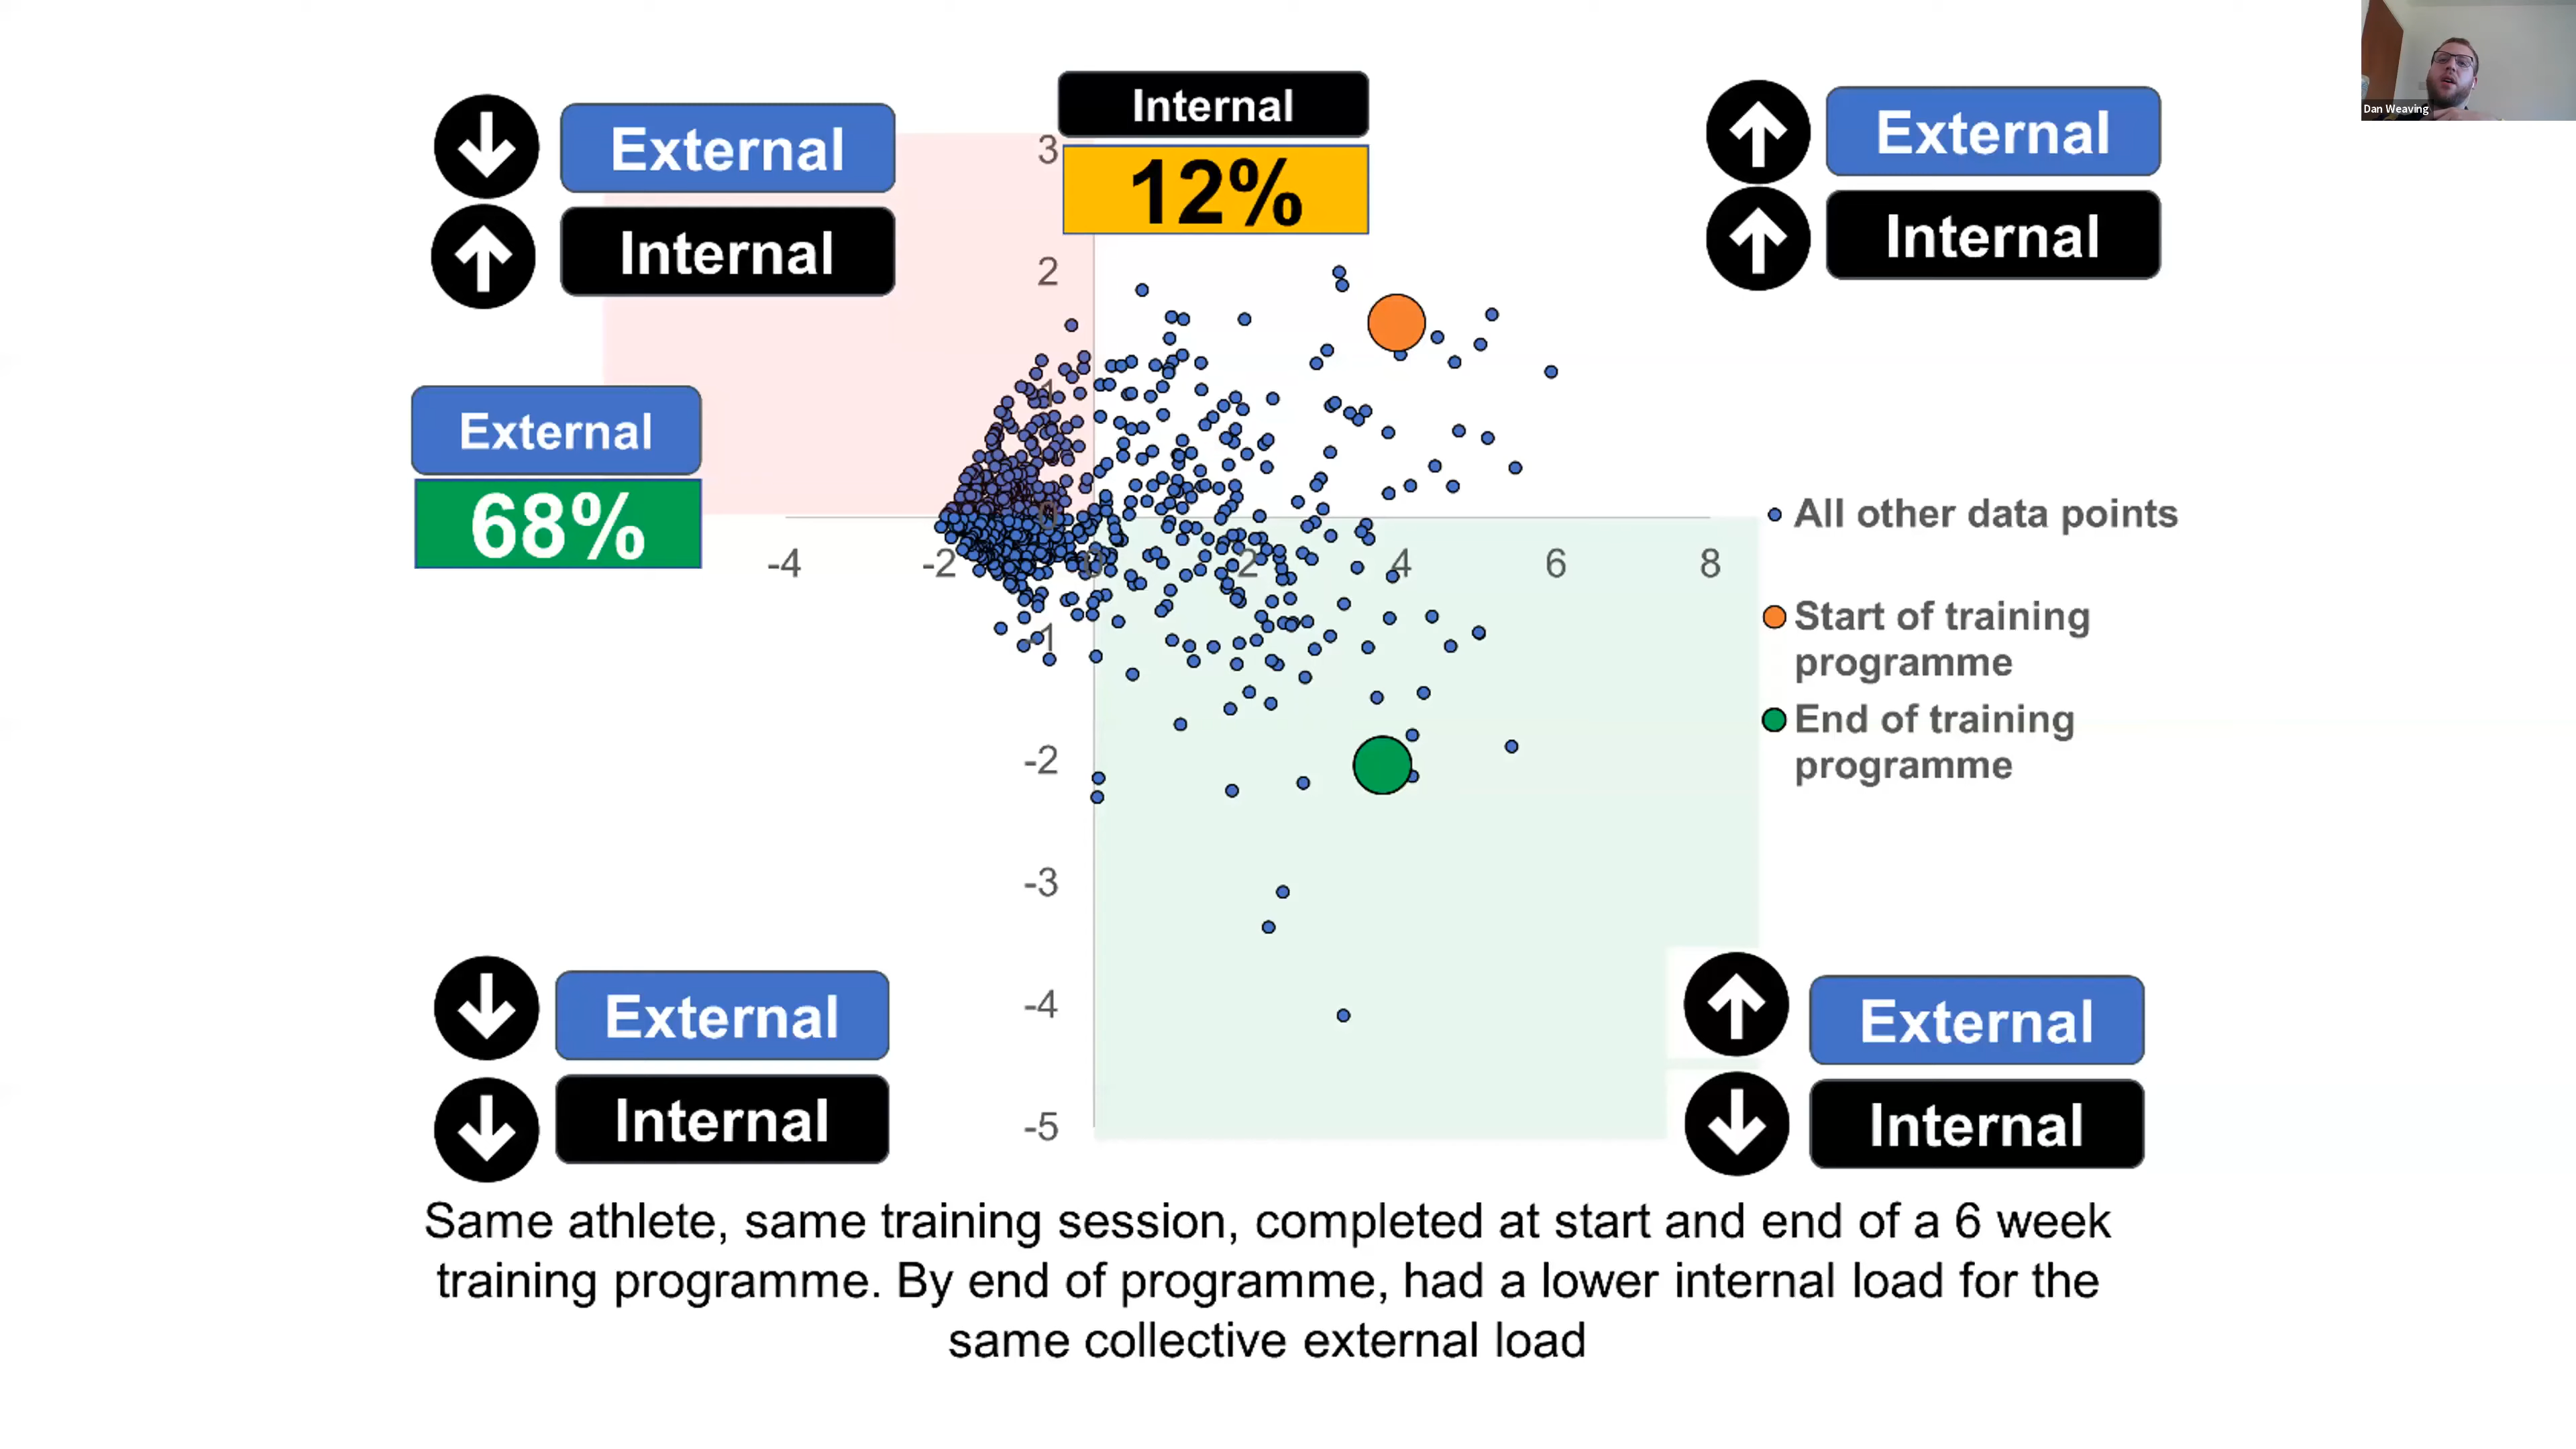 Dan Weaving
External
Internal
Internal
12%
External
Internal
External
68%
3
2
1
0
-1
-2
-3
-4
-5
-4
-2
0
2
4
6
8
All other data points
Start of training
programme
End of training
programme
External
Internal
External
Internal
Same athlete, same training session, completed at start and end of a 6 week
training programme. By end of programme, had a lower internal load for the
same collective external load